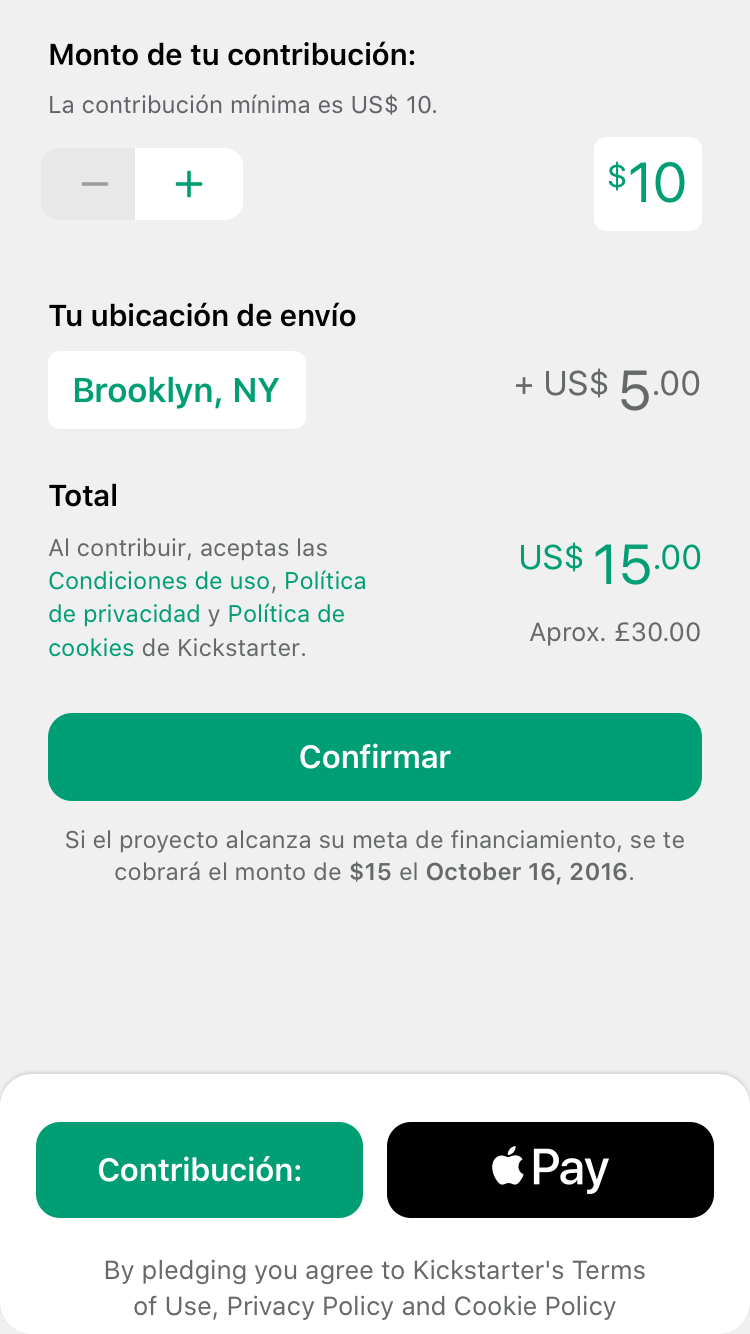 Monto de tu contribución:
La contribución mínima es US$ 10.
− +
$10
Tu ubicación de envío
Brooklyn, NY
+ US$ 5.00
Total
Al contribuir, aceptas las
Condiciones de uso, Política
de privacidad y Política de
cookies de Kickstarter.
US$ 15.00
Aprox. £30.00
Confirmar
Si el proyecto alcanza su meta de financiamiento, se te
cobrará el monto de $15 el October 16, 2016.
Contribución:
Pay
By pledging you agree to Kickstarter's Terms
of Use, Privacy Policy and Cookie Policy